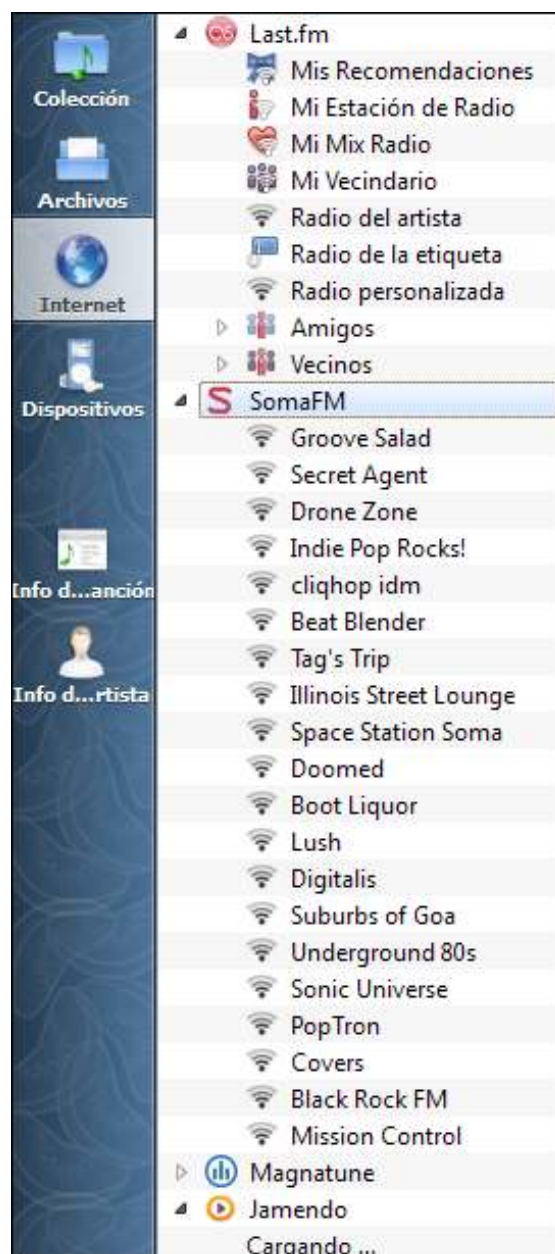 Colección
Archivos
Internet
Dispositivos
Info d...anción
Info d...rtista
Last.fm
Mis Recomendaciones
Mi Estación de Radio
Mi Mix Radio
Mi Vecindario
Radio del artista
Radio de la etiqueta
Radio personalizada
Amigos
Vecinos
SomaFM
Groove Salad
Secret Agent
Drone Zone
Indie Pop Rocks!
cliqhop idm
Beat Blender
Tag's Trip
Illinois Street Lounge
Space Station Soma
Doomed
Boot Liquor
Lush
Digitalis
Suburbs of Goa
Underground 80s
Sonic Universe
PopTron
Covers
Black Rock FM
Mission Control
Magnatune
Jamendo
Cargando ...